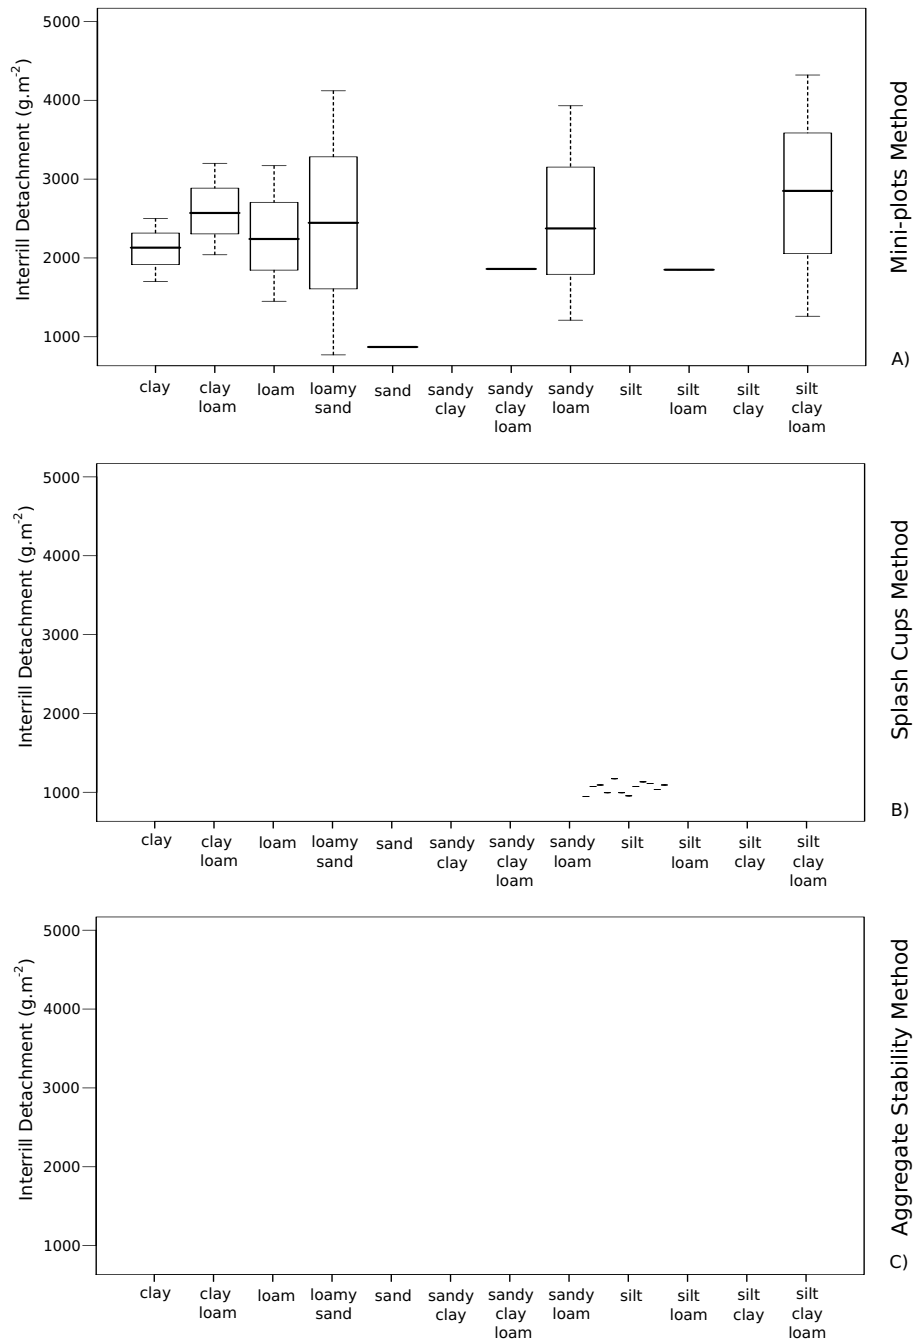 5000
4000
3000
2000
1000
Interrill Detachment (g.m-2)
clay
clay
loam
loam
loamy
sand
sand
sandy
clay
sandy
clay
loam
sandy
loam
silt
silt
loam
silt
clay
silt
clay
loam
Mini-plots Method
A)
5000
4000
3000
2000
1000
Interrill Detachment (g.m-2)
clay
clay
loam
loam
loamy
sand
sand
sandy
clay
sandy
clay
loam
sandy
loam
silt
silt
loam
silt
clay
silt
clay
loam
Splash Cups Method
B)
5000
4000
3000
2000
1000
Interrill Detachment (g.m-2)
clay
clay
loam
loam
loamy
sand
sand
sandy
clay
sandy
clay
loam
sandy
loam
silt
silt
loam
silt
clay
silt
clay
loam
Aggregate Stability Method
C)